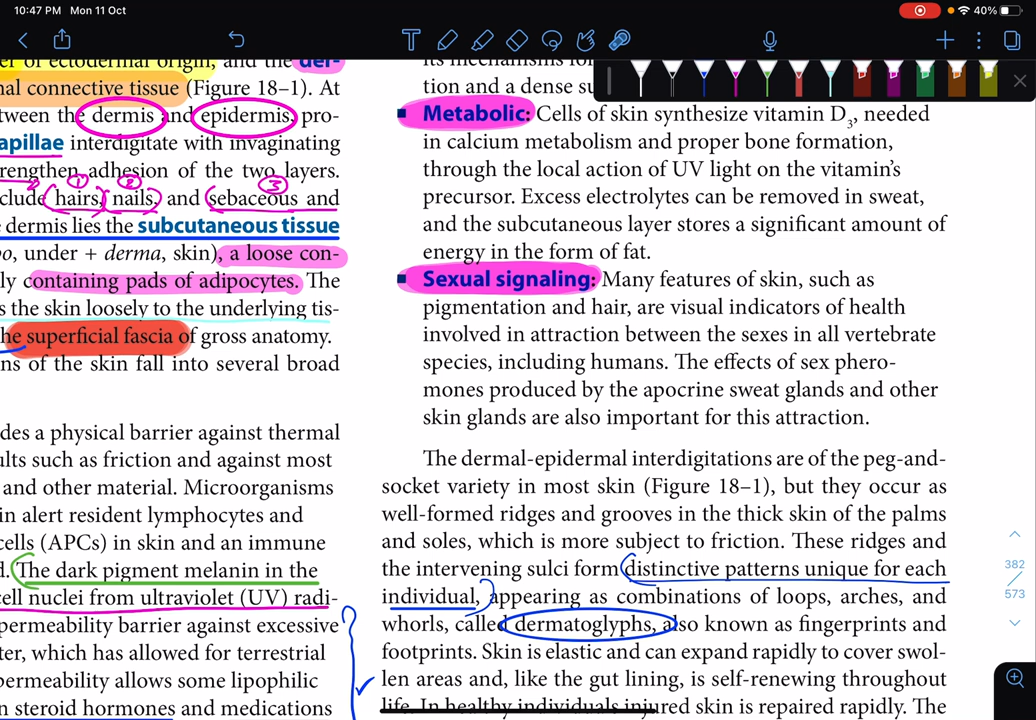 10:47 PM Mon 11 Oct
40%
er of ectodermal origin, and the der-
nal connective tissue (Figure 18–1). At
tween the dermis and epidermis, pro-
apillae interdigitate with invaginating
rengthen adhesion of the two layers.
1 2 3
clude hairs, nails, and sebaceous and
e dermis lies the subcutaneous tissue
po, under + derma, skin), a loose con-
ly containing pads of adipocytes. The
s the skin loosely to the underlying tis-
he superficial fascia of gross anatomy.
ns of the skin fall into several broad
des a physical barrier against thermal
ults such as friction and against most
and other material. Microorganisms
in alert resident lymphocytes and
cells (APCs) in skin and an immune
d. The dark pigment melanin in the
cell nuclei from ultraviolet (UV) radi-
permeability barrier against excessive
ter, which has allowed for terrestrial
permeability allows some lipophilic
n steroid hormones and medications
its mechanisms for
tion and a dense su
■ Metabolic: Cells of skin synthesize vitamin D3, needed
in calcium metabolism and proper bone formation,
through the local action of UV light on the vitamin’s
precursor. Excess electrolytes can be removed in sweat,
and the subcutaneous layer stores a significant amount of
energy in the form of fat.
■ Sexual signaling: Many features of skin, such as
pigmentation and hair, are visual indicators of health
involved in attraction between the sexes in all vertebrate
species, including humans. The effects of sex phero-
mones produced by the apocrine sweat glands and other
skin glands are also important for this attraction.
The dermal-epidermal interdigitations are of the peg-and-
socket variety in most skin (Figure 18–1), but they occur as
well-formed ridges and grooves in the thick skin of the palms
and soles, which is more subject to friction. These ridges and
the intervening sulci form distinctive patterns unique for each
individual, appearing as combinations of loops, arches, and
whorls, called dermatoglyphs, also known as fingerprints and
footprints. Skin is elastic and can expand rapidly to cover swol-
len areas and, like the gut lining, is self-renewing throughout
life. In healthy individuals injured skin is repaired rapidly. The
382
573